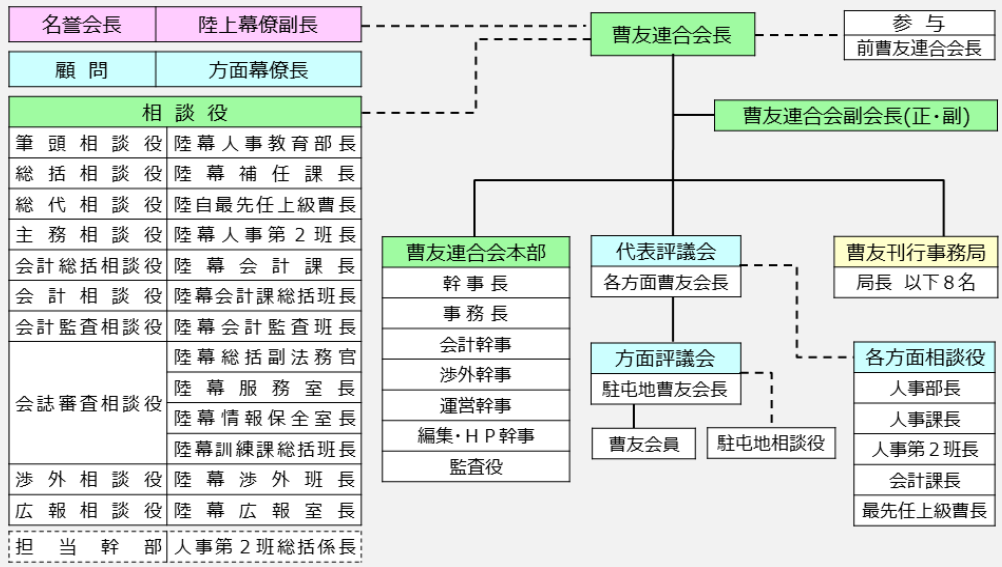 名誉会長 陸上幕僚副長
顧問 方面幕僚長
相談役
筆頭相談役 陸幕人事教育部長
総括相談役 陸幕補任課長
総代相談役 陸自最先任上級曹長
主務相談役 陸幕人事第2班長
会計総括相談役 陸幕会計課長
会計相談役 陸幕会計課総括班長
会計監査相談役 陸幕会計監査班長
会誌審査相談役 陸幕総括副法務官
陸幕服務室長
陸幕情報保全室長
陸幕訓練課総括班長
渉外相談役 陸幕渉外班長
広報相談役 陸幕広報室長
担当幹部 人事第2班総括係長
曹友連合会長
参与
前曹友連合会長
曹友連合会副会長(正・副)
曹友連合会本部
幹事長
事務長
会計幹事
渉外幹事
運営幹事
編集・HP幹事
監査役
代表評議会
各方面曹友会長
方面評議会
駐屯地曹友会長
曹友会員
駐屯地相談役
曹友刊行事務局
局長 以下8名
各方面相談役
人事部長
人事課長
人事第2班長
会計課長
最先任上級曹長